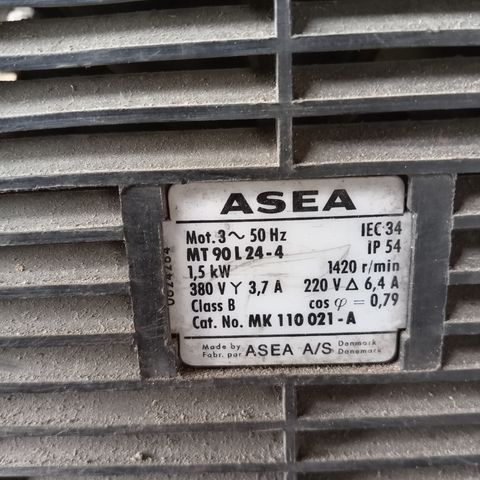 ASEA
Mot. 3~ 50 Hz IEC 34
MT 90 L 24-4 IP 54
1,5 kW 1420 r/min
380 V Y 3,7 A 220 V Δ 6,4 A
Class B cos φ = 0,79
Cat. No. MK 110 021-A
Made by ASEA A/S Denmark
Fabr. par Danemark